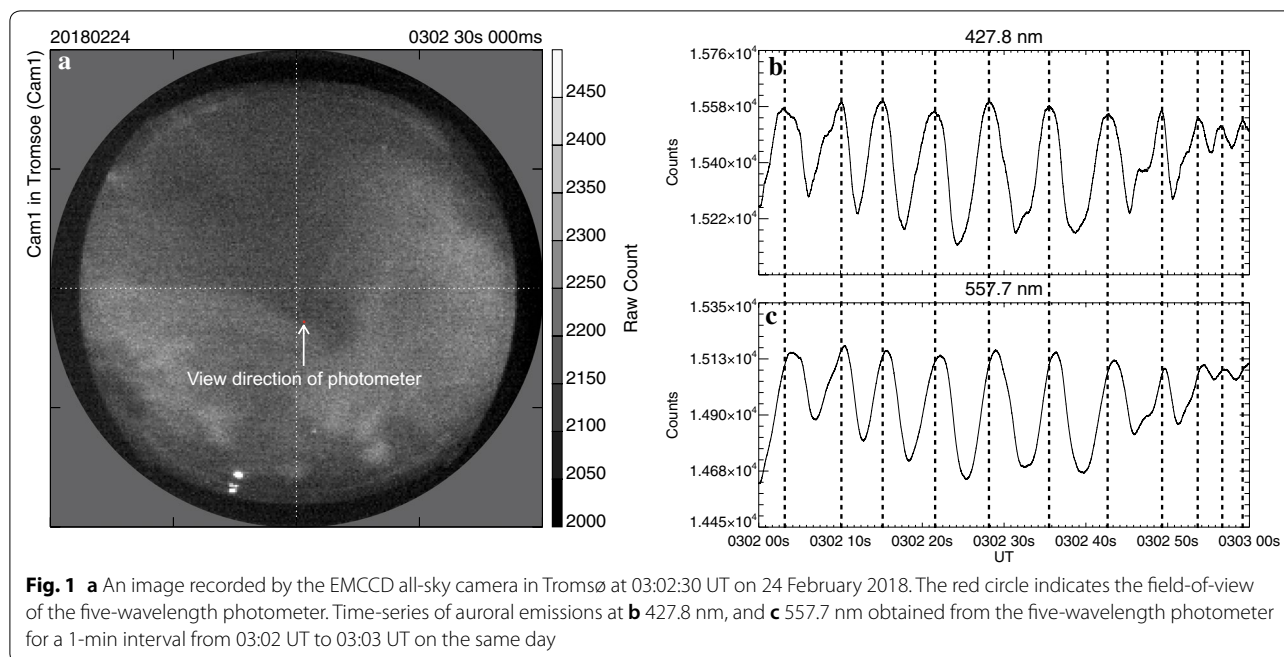 20180224 0302 30s 000ms
a
Cam1 in Tromsoe (Cam1)
View direction of photometer
2450
2400
2350
2300
2250
2200
2150
2100
2050
2000
Raw Count
427.8 nm
b
1.576×10⁴
1.558×10⁴
1.540×10⁴
1.522×10⁴
Counts
557.7 nm
c
1.535×10⁴
1.513×10⁴
1.490×10⁴
1.468×10⁴
1.445×10⁴
Counts
0302 00s 0302 10s 0302 20s 0302 30s 0302 40s 0302 50s 0303 00s
UT
Fig. 1 a An image recorded by the EMCCD all-sky camera in Tromsø at 03:02:30 UT on 24 February 2018. The red circle indicates the field-of-view
of the five-wavelength photometer. Time-series of auroral emissions at b 427.8 nm, and c 557.7 nm obtained from the five-wavelength photometer
for a 1-min interval from 03:02 UT to 03:03 UT on the same day